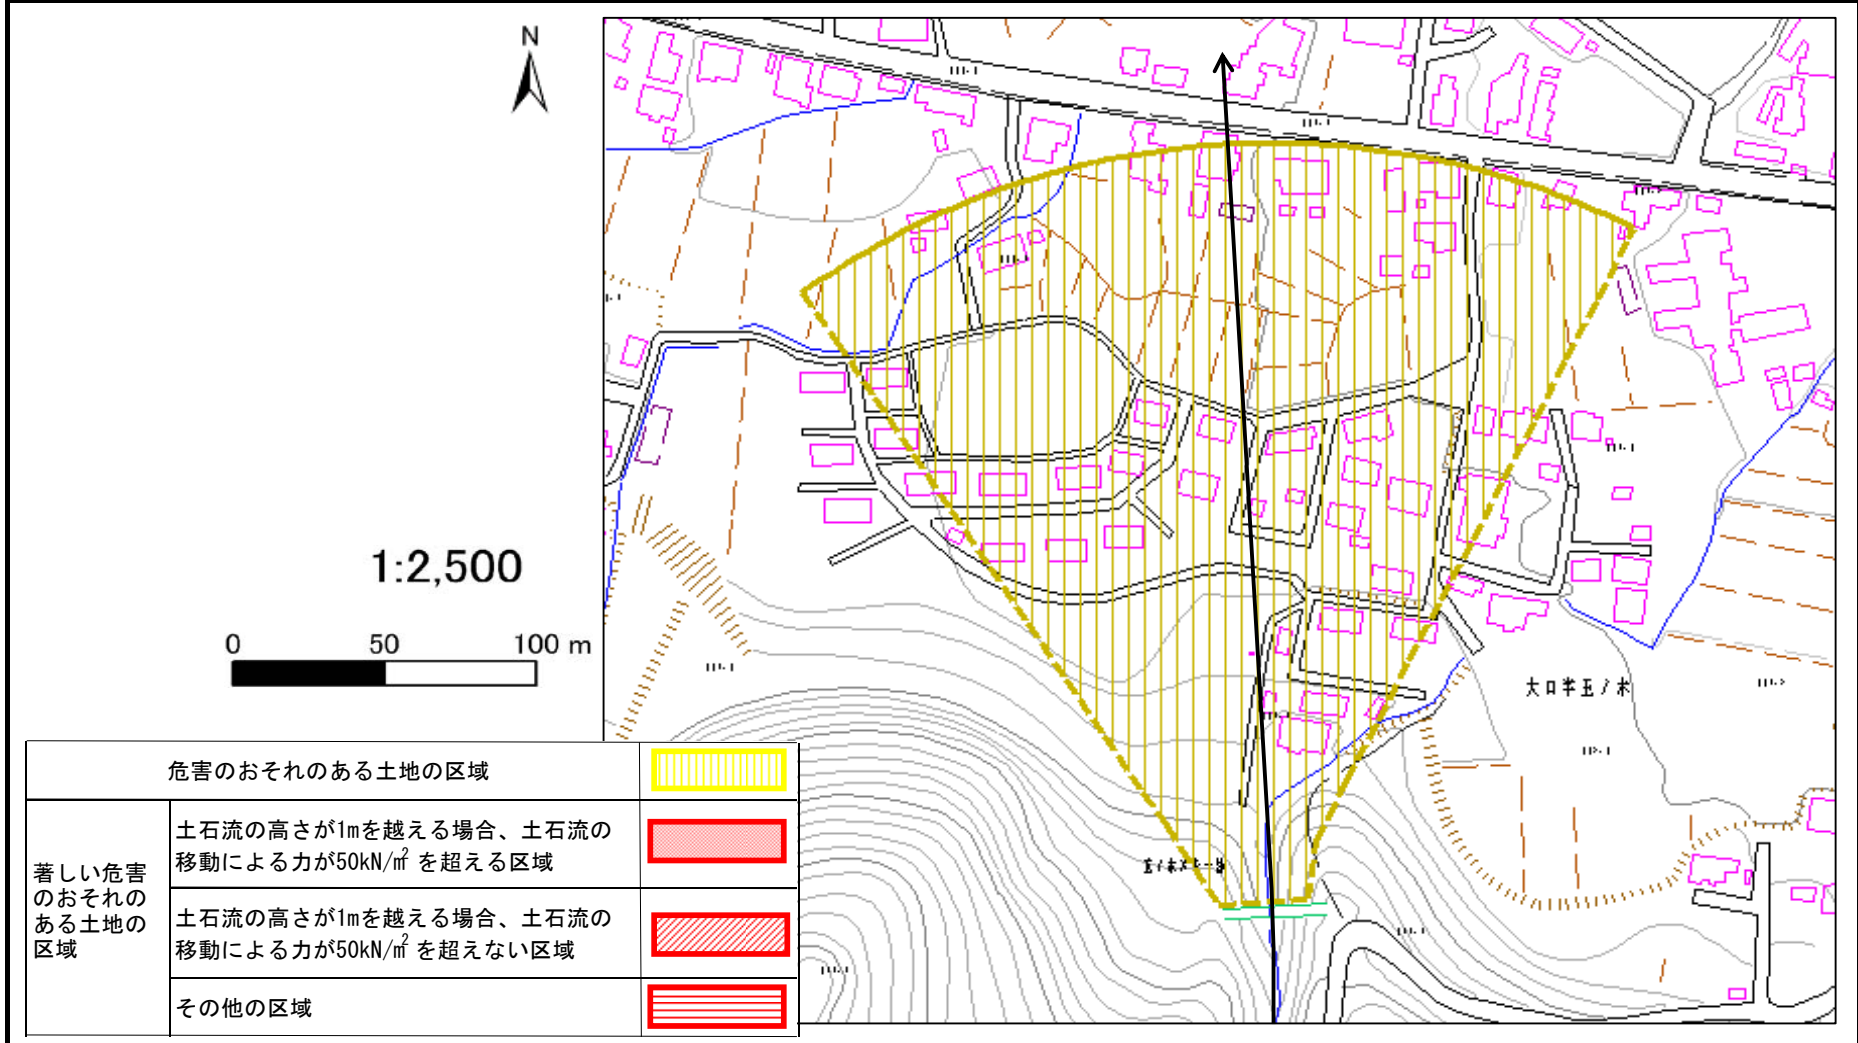 N
1:2,500
0 50 100 m
危害のおそれのある土地の区域
著しい危害
のおそれの
ある土地の
区域
土石流の高さが1mを越える場合、土石流の
移動による力が50kN/㎡ を超える区域
土石流の高さが1mを越える場合、土石流の
移動による力が50kN/㎡ を超えない区域
その他の区域